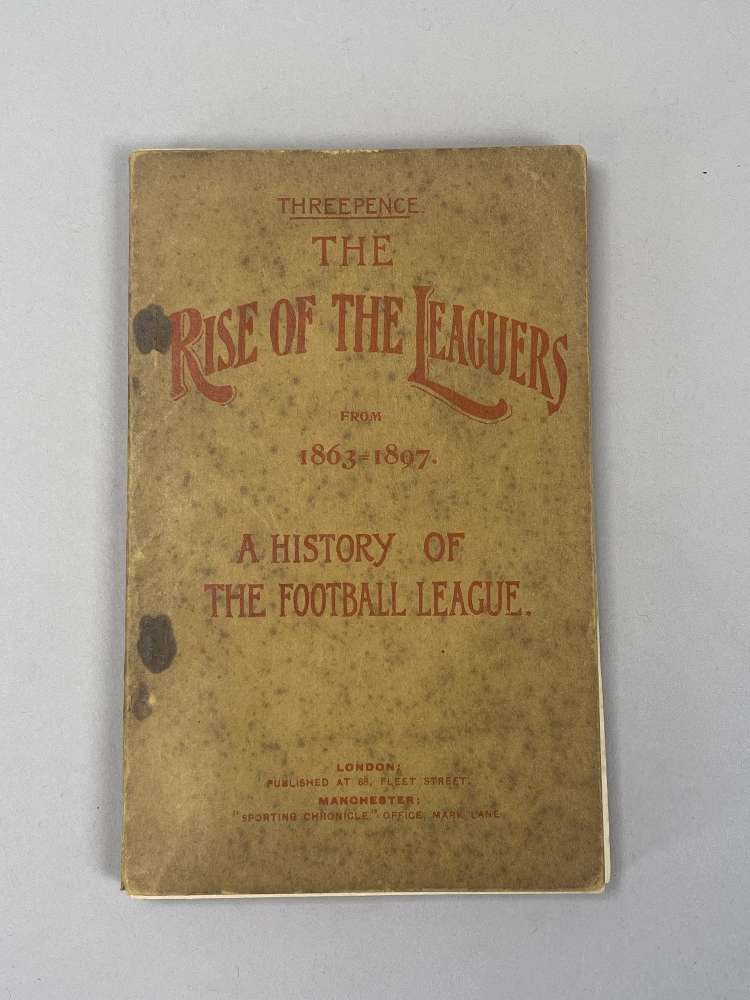 THREEPENCE.
THE
RISE OF THE LEAGUERS
FROM
1863=1897.
A HISTORY OF
THE FOOTBALL LEAGUE.
LONDON:
PUBLISHED AT 68, FLEET STREET.
MANCHESTER:
"SPORTING CHRONICLE" OFFICE, MARK LANE